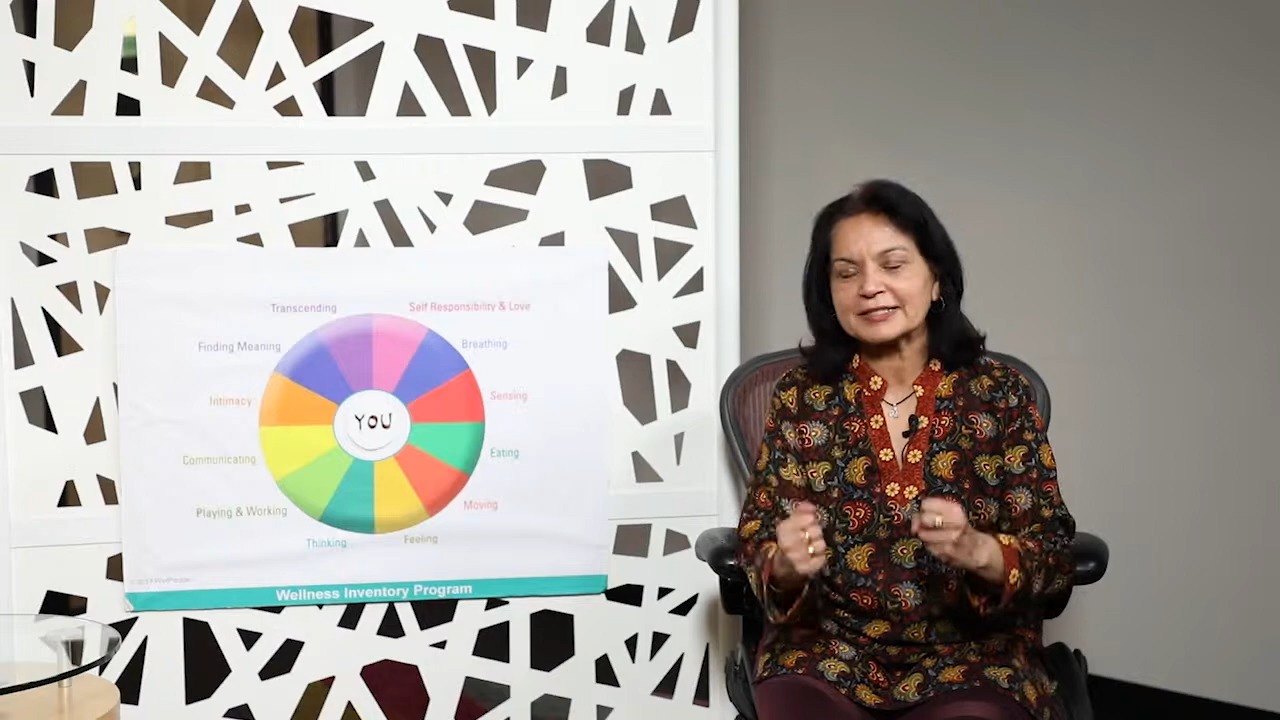 Transcending
Self Responsibility & Love
Finding Meaning
Breathing
Intimacy
Sensing
YOU
Communicating
Eating
Playing & Working
Moving
Thinking
Feeling
Wellness Inventory Program